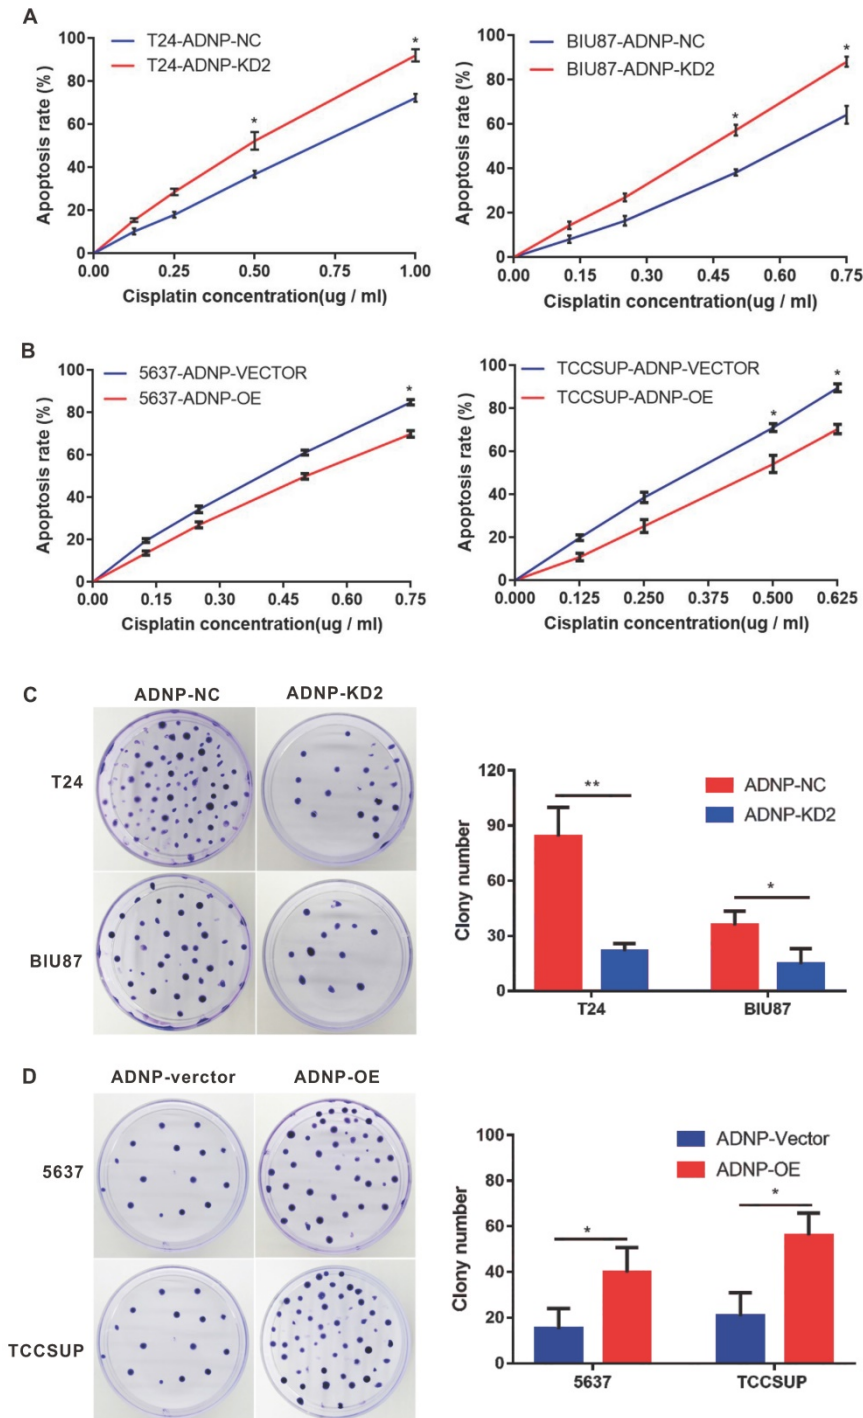 A
T24-ADNP-NC
T24-ADNP-KD2
Apoptosis rate (%)
100
80
60
40
20
0
0.00 0.25 0.50 0.75 1.00
Cisplatin concentration(ug / ml)
*
*
BIU87-ADNP-NC
BIU87-ADNP-KD2
Apoptosis rate (%)
100
80
60
40
20
0
0.00 0.15 0.30 0.45 0.60 0.75
Cisplatin concentration(ug / ml)
*
*
B
5637-ADNP-VECTOR
5637-ADNP-OE
Apoptosis rate (%)
100
80
60
40
20
0
0.00 0.15 0.30 0.45 0.60 0.75
Cisplatin concentration(ug / ml)
*
TCCSUP-ADNP-VECTOR
TCCSUP-ADNP-OE
Apoptosis rate (%)
100
80
60
40
20
0
0.000 0.125 0.250 0.375 0.500 0.625
Cisplatin concentration(ug / ml)
*
*
C
ADNP-NC ADNP-KD2
T24
BIU87
ADNP-NC
ADNP-KD2
Clony number
120
90
60
30
0
**
*
T24 BIU87
D
ADNP-verctor ADNP-OE
5637
TCCSUP
ADNP-Vector
ADNP-OE
Clony number
100
80
60
40
20
0
*
*
5637 TCCSUP